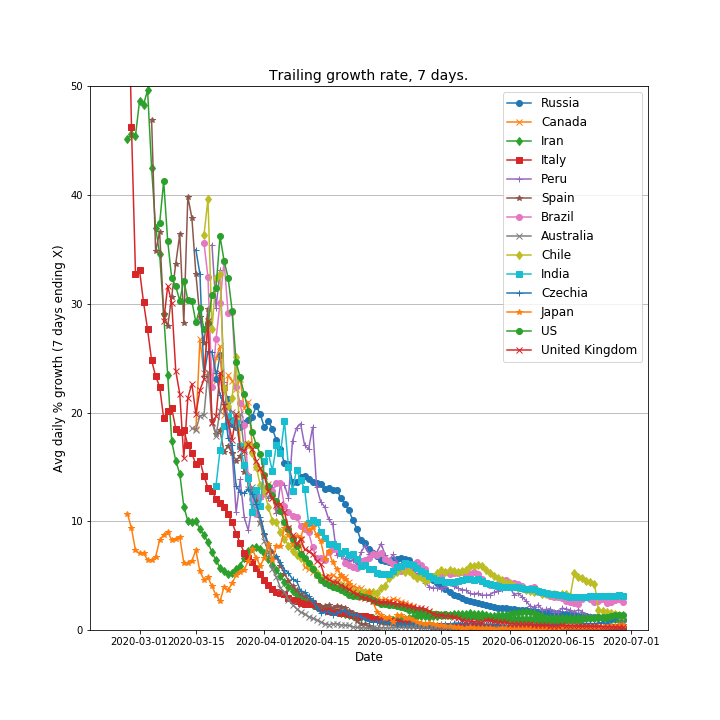 Trailing growth rate, 7 days.
50
40
30
20
10
0
Avg daily % growth (7 days ending X)
Russia
Canada
Iran
Italy
Peru
Spain
Brazil
Australia
Chile
India
Czechia
Japan
US
United Kingdom
2020-03-01 2020-03-15 2020-04-01 2020-04-15 2020-05-01 2020-05-15 2020-06-01 2020-06-15 2020-07-01
Date